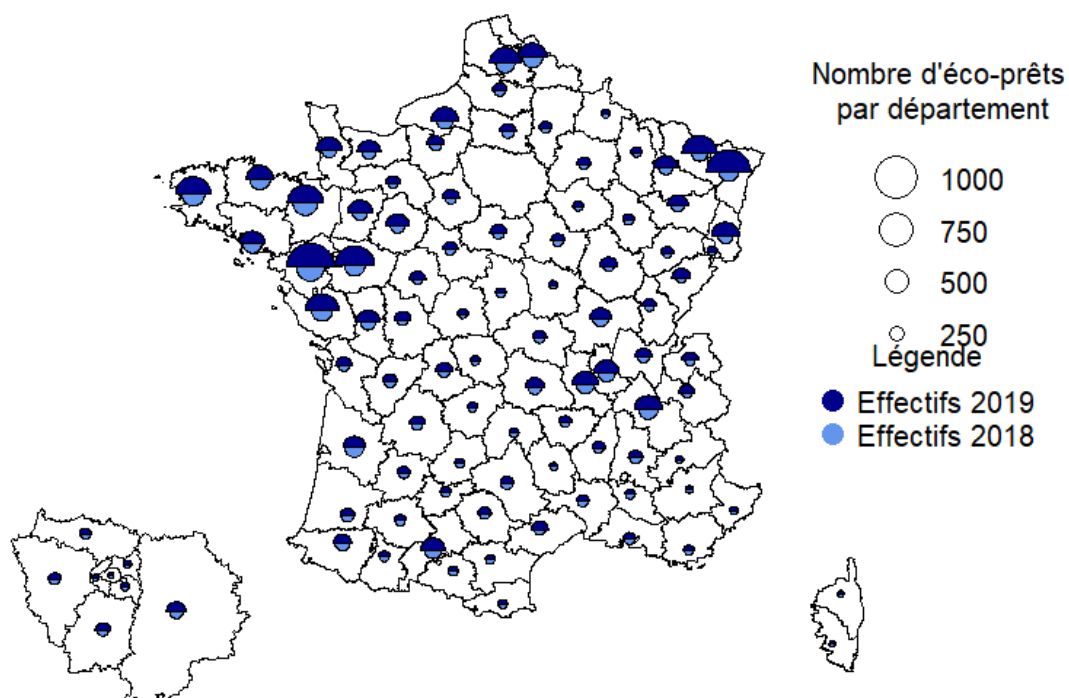 Nombre d'éco-prêts
par département
1000
750
500
250
Légende
Effectifs 2019
Effectifs 2018